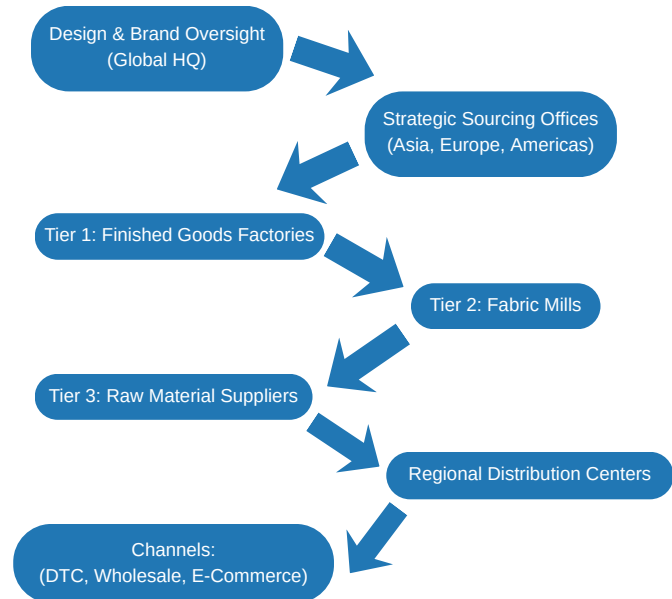 Design & Brand Oversight
(Global HQ)
Strategic Sourcing Offices
(Asia, Europe, Americas)
Tier 1: Finished Goods Factories
Tier 2: Fabric Mills
Tier 3: Raw Material Suppliers
Regional Distribution Centers
Channels:
(DTC, Wholesale, E-Commerce)